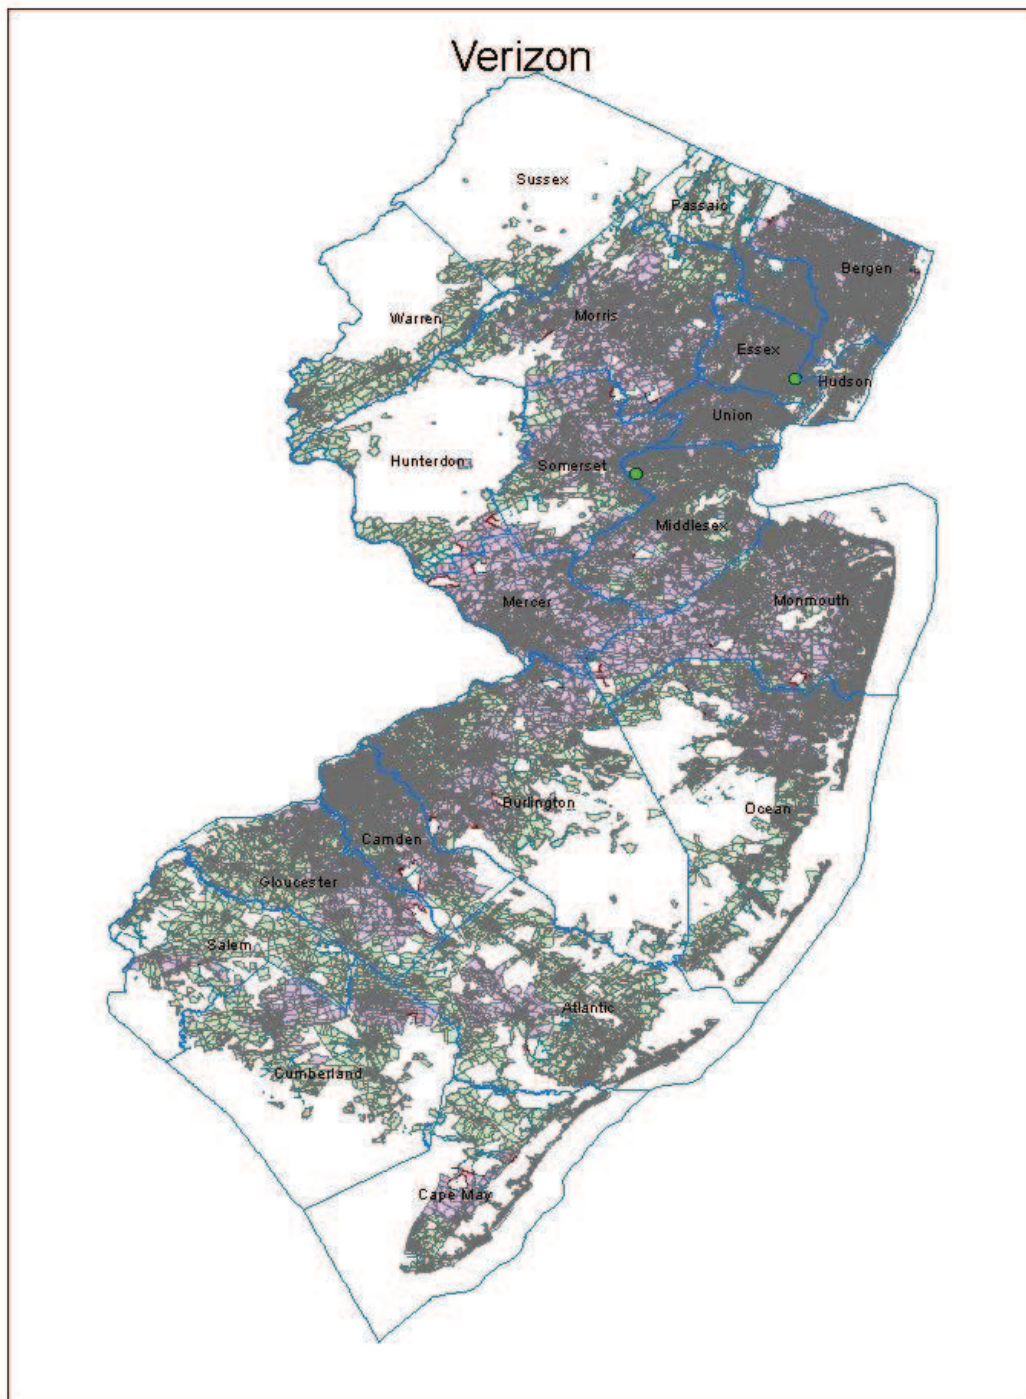 Verizon
Sussex
Passaic
Bergen
Warren
Morris
Essex
Hudson
Union
Hunterdon
Somerset
Middlesex
Mercer
Monmouth
Burlington
Ocean
Camden
Gloucester
Salem
Atlantic
Cumberland
Cape May